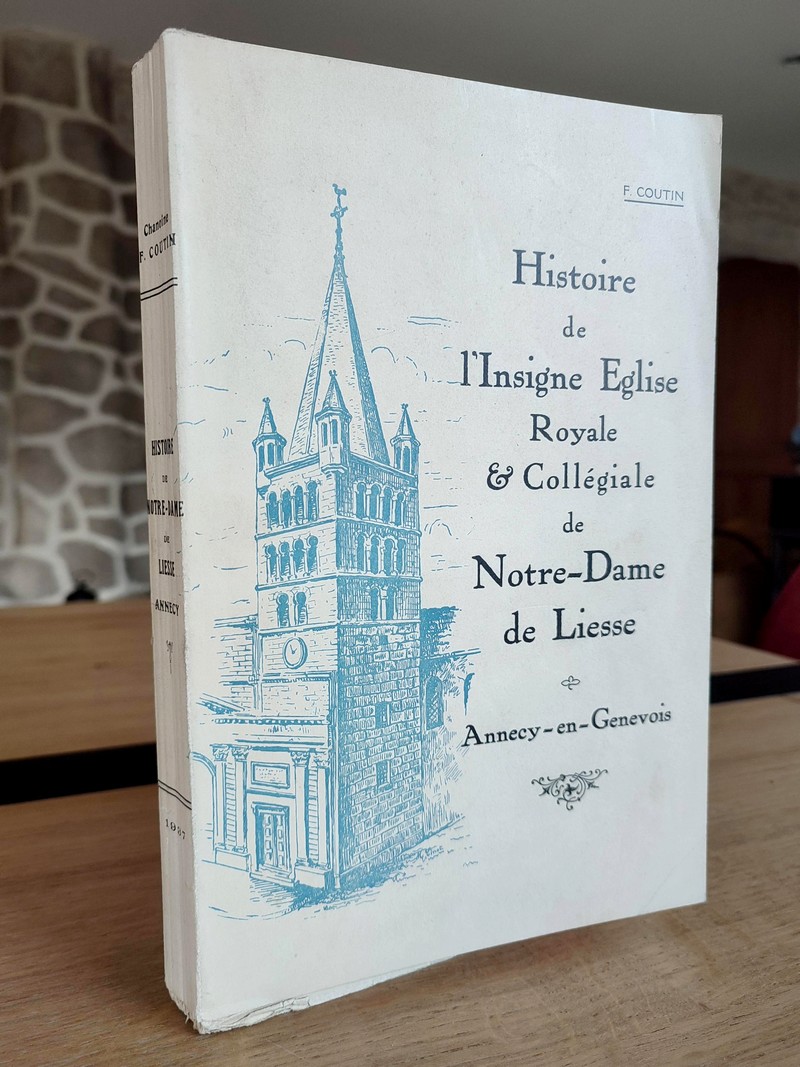 Chanoine
F. COUTIN
HISTOIRE
DE
NOTRE-DAME
DE
LIESSE
ANNECY
F. COUTIN
Histoire
de
l'Insigne Eglise
Royale
& Collégiale
de
Notre-Dame
de Liesse
Annecy-en-Genevois